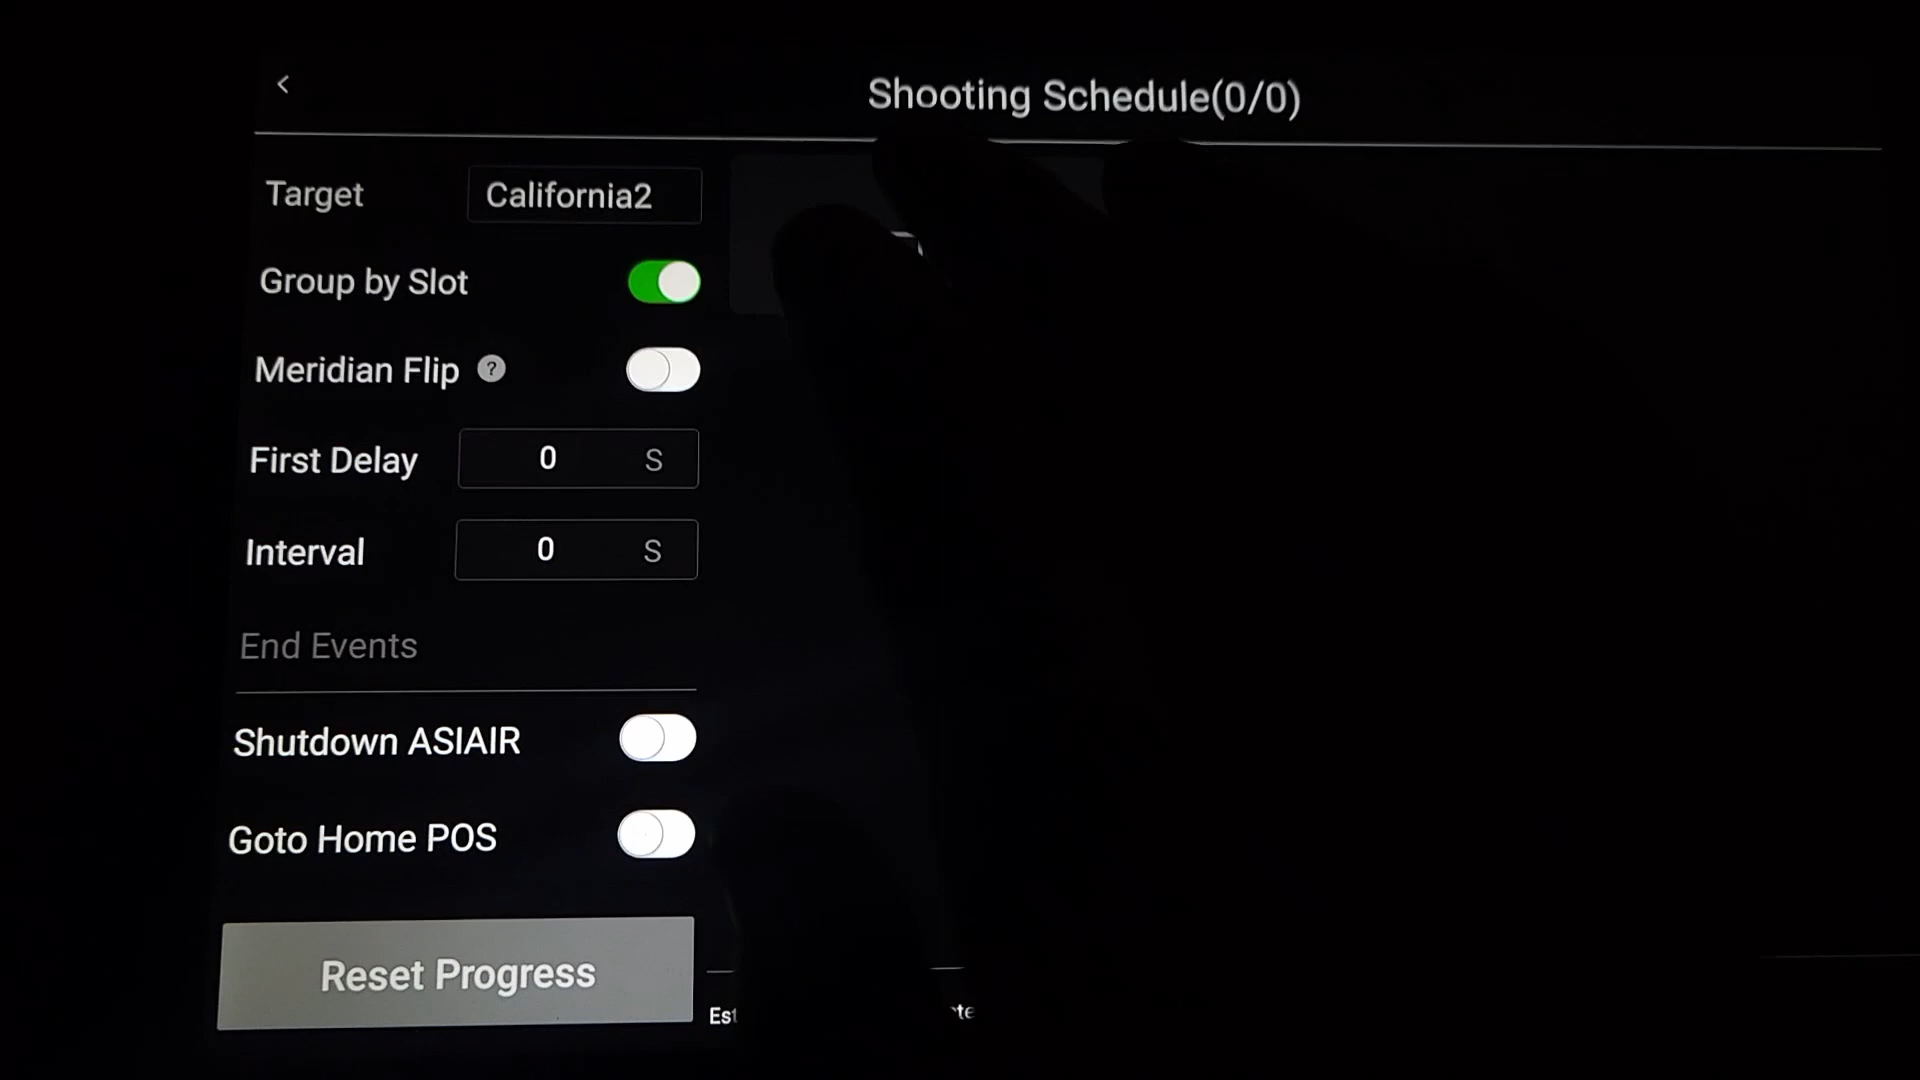 Shooting Schedule(0/0)
Target California2
Group by Slot
Meridian Flip ?
First Delay 0 S
Interval 0 S
End Events
Shutdown ASIAIR
Goto Home POS
Reset Progress